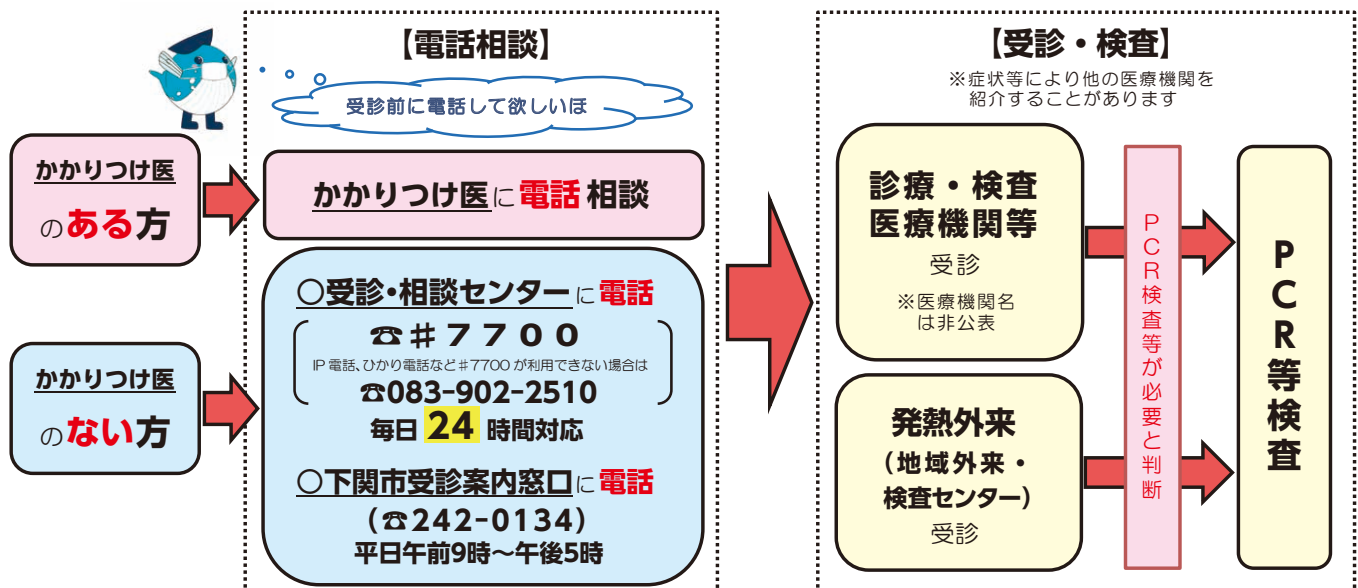 【電話相談】
受診前に電話して欲しいほ
かかりつけ医
のある方
かかりつけ医に電話相談
かかりつけ医
のない方
○受診・相談センターに電話
☎＃７７００
IP電話、ひかり電話など＃7700が利用できない場合は
☎083-902-2510
毎日24時間対応
○下関市受診案内窓口に電話
(☎242-0134)
平日午前9時～午後5時
【受診・検査】
※症状等により他の医療機関を
紹介することがあります
診療・検査
医療機関等
受診
※医療機関名
は非公表
発熱外来
(地域外来・
検査センター)
受診
PCR検査等が必要と判断
PCR等検査